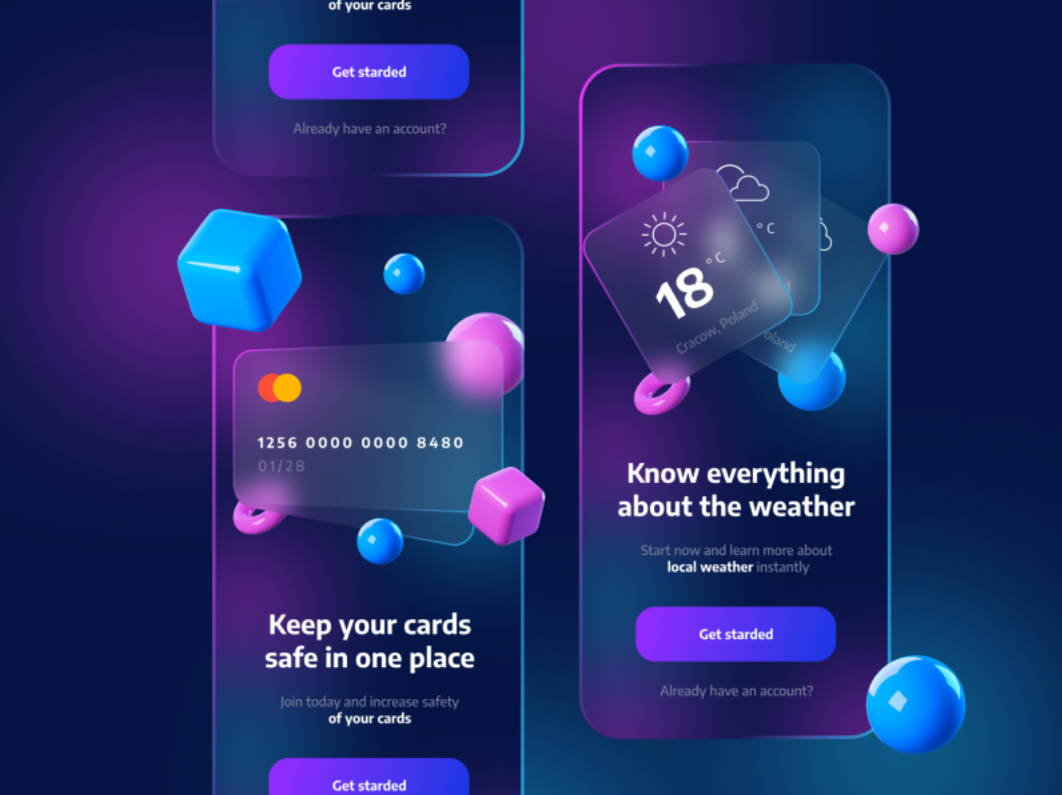 of your cards
Get starded
Already have an account?
1256 0000 0000 8480
01/28
Keep your cards
safe in one place
Join today and increase safety
of your cards
Get starded
°C
18 °C
Cracow, Poland
oland
Know everything
about the weather
Start now and learn more about
local weather instantly
Get starded
Already have an account?